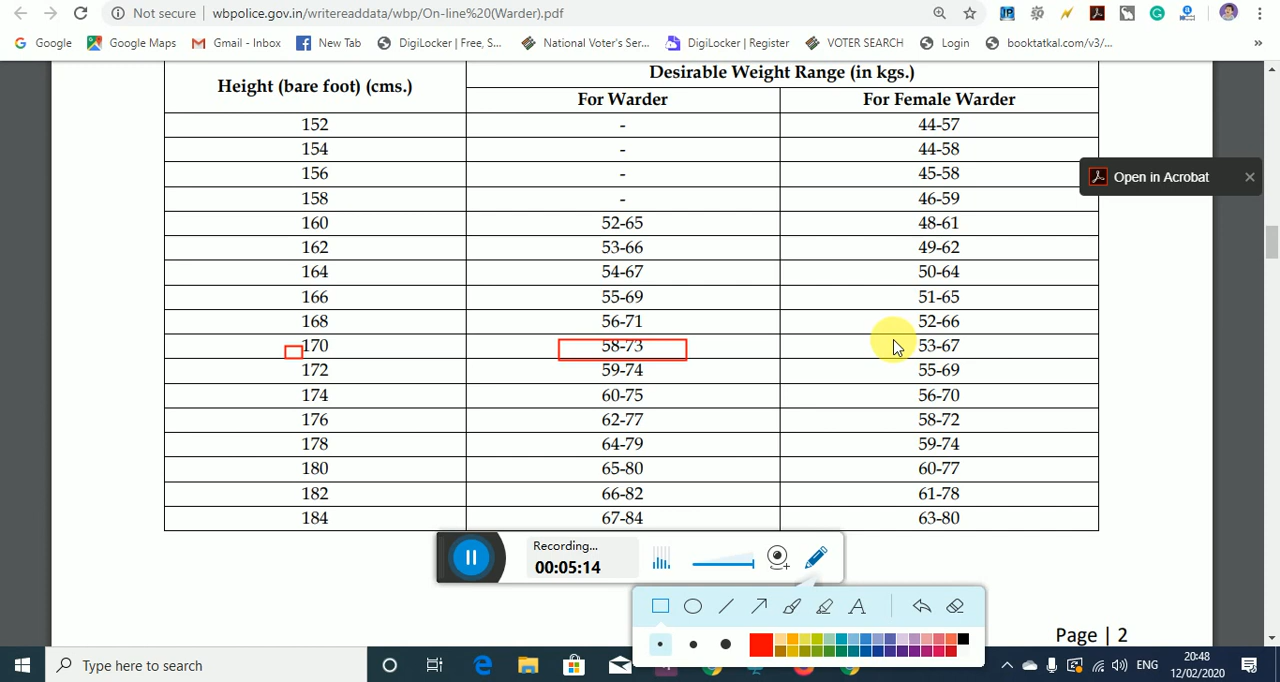 Not secure | wbpolice.gov.in/writereaddata/wbp/On-line%20(Warder).pdf
Google Google Maps Gmail - Inbox New Tab DigiLocker | Free, S... National Voter's Ser... DigiLocker | Register VOTER SEARCH Login booktatkal.com/v3/... »
Height (bare foot) (cms.) Desirable Weight Range (in kgs.)
For Warder For Female Warder
152 - 44-57
154 - 44-58
156 - 45-58
Open in Acrobat
158 - 46-59
160 52-65 48-61
162 53-66 49-62
164 54-67 50-64
166 55-69 51-65
168 56-71 52-66
170 58-73 53-67
172 59-74 55-69
174 60-75 56-70
176 62-77 58-72
178 64-79 59-74
180 65-80 60-77
182 66-82 61-78
184 67-84 63-80
Recording...
00:05:14
A
Page | 2
Type here to search
ENG
20:48
12/02/2020